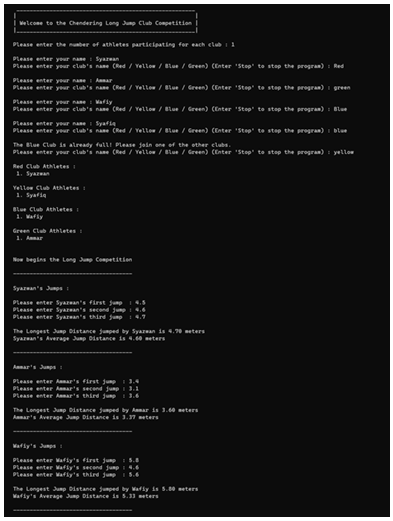 Welcome to the Chendering Long Jump Club Competition
Please enter the number of athletes participating for each club : 1
Please enter your name : Syazwan
Please enter your club's name (Red / Yellow / Blue / Green) (Enter 'Stop' to stop the program) : Red
Please enter your name : Ammar
Please enter your club's name (Red / Yellow / Blue / Green) (Enter 'Stop' to stop the program) : green
Please enter your name : Wafiy
Please enter your club's name (Red / Yellow / Blue / Green) (Enter 'Stop' to stop the program) : Blue
Please enter your name : Syafiq
Please enter your club's name (Red / Yellow / Blue / Green) (Enter 'Stop' to stop the program) : blue
The Blue Club is already full! Please join one of the other clubs.
Please enter your club's name (Red / Yellow / Blue / Green) (Enter 'Stop' to stop the program) : yellow
Red Club Athletes :
1. Syazwan
Yellow Club Athletes :
1. Syafiq
Blue Club Athletes :
1. Wafiy
Green Club Athletes :
1. Ammar
Now begins the Long Jump Competition
Syazwan's Jumps :
Please enter Syazwan's first jump : 4.5
Please enter Syazwan's second jump : 4.6
Please enter Syazwan's third jump : 4.7
The Longest Jump Distance jumped by Syazwan is 4.70 meters
Syazwan's Average Jump Distance is 4.60 meters
Ammar's Jumps :
Please enter Ammar's first jump : 3.4
Please enter Ammar's second jump : 3.1
Please enter Ammar's third jump : 3.6
The Longest Jump Distance jumped by Ammar is 3.60 meters
Ammar's Average Jump Distance is 3.37 meters
Wafiy's Jumps :
Please enter Wafiy's first jump : 5.8
Please enter Wafiy's second jump : 4.6
Please enter Wafiy's third jump : 5.6
The Longest Jump Distance jumped by Wafiy is 5.80 meters
Wafiy's Average Jump Distance is 5.33 meters